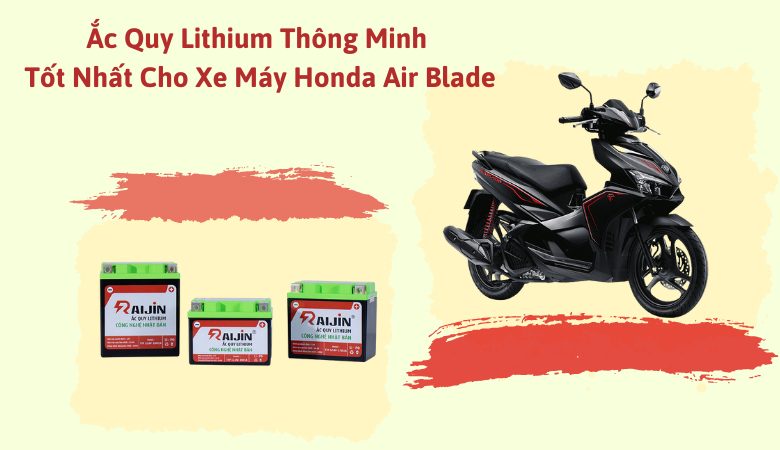 Ắc Quy Lithium Thông Minh
Tốt Nhất Cho Xe Máy Honda Air Blade
RAIJIN
ẮC QUY LITHIUM
CÔNG NGHỆ NHẬT BẢN
RAIJIN
ẮC QUY LITHIUM
CÔNG NGHỆ NHẬT BẢN
RAIJIN®
ẮC QUY LITHIUM
CÔNG NGHỆ NHẬT BẢN